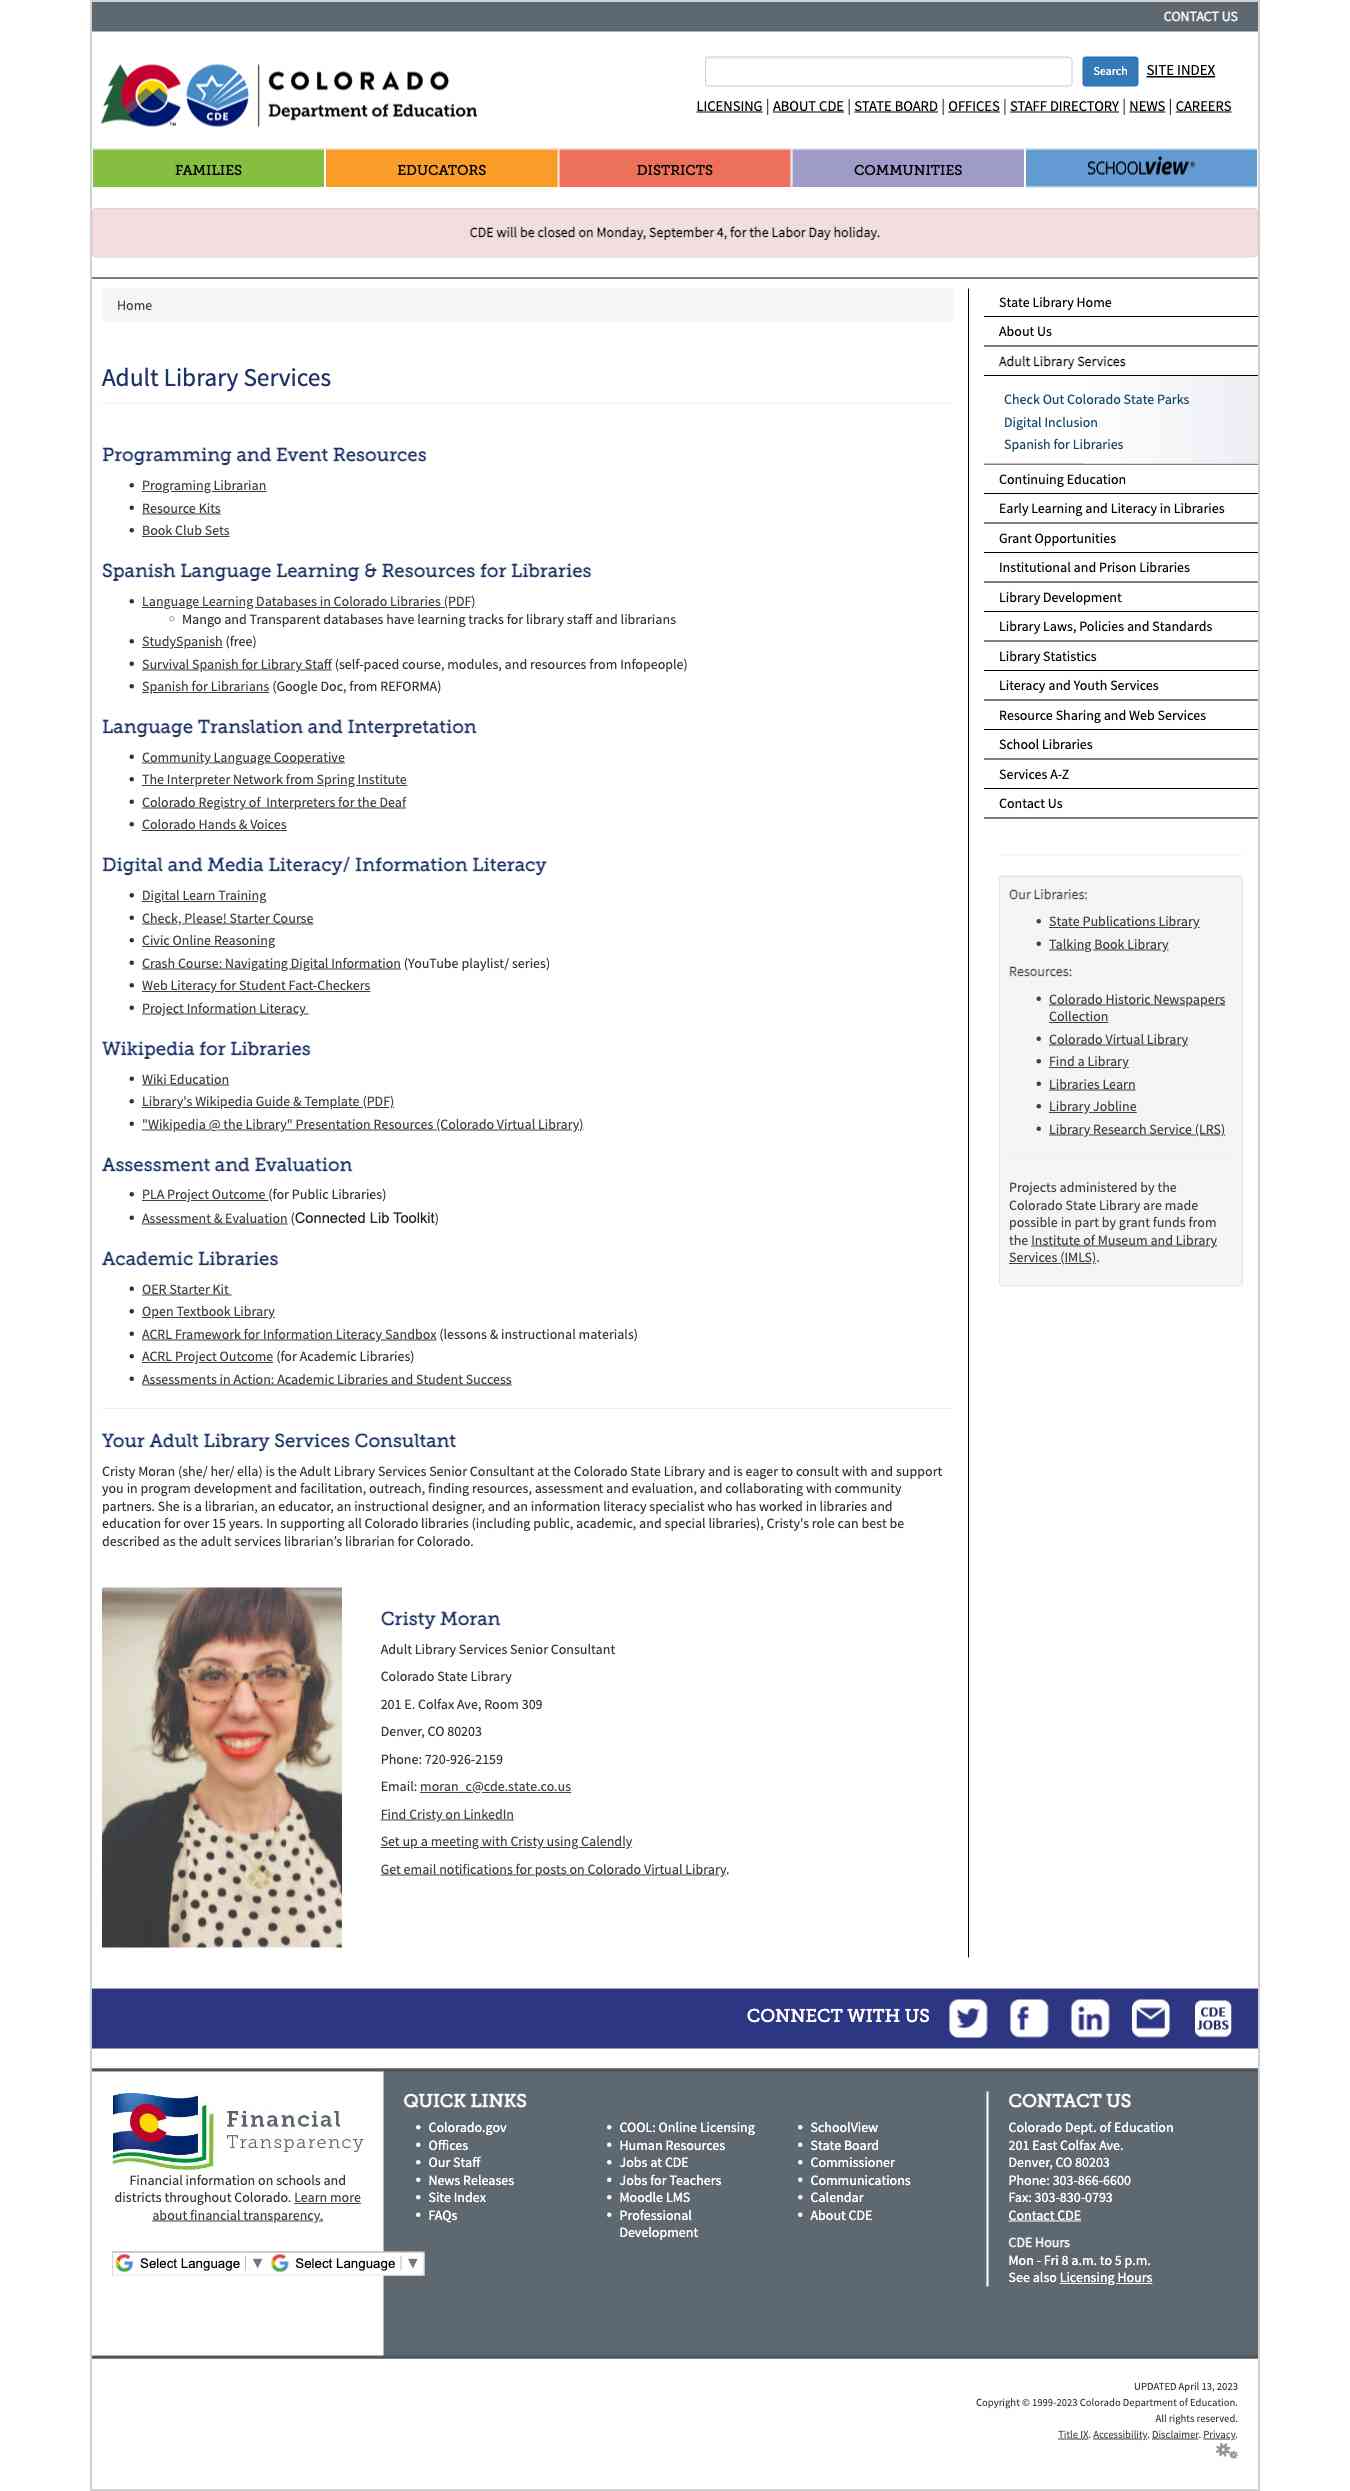 CONTACT US
COLORADO
Department of Education
CDE
TM
Search
SITE INDEX
LICENSING | ABOUT CDE | STATE BOARD | OFFICES | STAFF DIRECTORY | NEWS | CAREERS
FAMILIES
EDUCATORS
DISTRICTS
COMMUNITIES
SCHOOLVIEW®
CDE will be closed on Monday, September 4, for the Labor Day holiday.
Home
Adult Library Services
Programming and Event Resources
Programing Librarian
Resource Kits
Book Club Sets
Spanish Language Learning & Resources for Libraries
Language Learning Databases in Colorado Libraries (PDF)
Mango and Transparent databases have learning tracks for library staff and librarians
StudySpanish (free)
Survival Spanish for Library Staff (self-paced course, modules, and resources from Infopeople)
Spanish for Librarians (Google Doc, from REFORMA)
Language Translation and Interpretation
Community Language Cooperative
The Interpreter Network from Spring Institute
Colorado Registry of  Interpreters for the Deaf
Colorado Hands & Voices
Digital and Media Literacy/ Information Literacy
Digital Learn Training
Check, Please! Starter Course
Civic Online Reasoning
Crash Course: Navigating Digital Information (YouTube playlist/ series)
Web Literacy for Student Fact-Checkers
Project Information Literacy
Wikipedia for Libraries
Wiki Education
Library's Wikipedia Guide & Template (PDF)
"Wikipedia @ the Library" Presentation Resources (Colorado Virtual Library)
Assessment and Evaluation
PLA Project Outcome (for Public Libraries)
Assessment & Evaluation (Connected Lib Toolkit)
Academic Libraries
OER Starter Kit
Open Textbook Library
ACRL Framework for Information Literacy Sandbox (lessons & instructional materials)
ACRL Project Outcome (for Academic Libraries)
Assessments in Action: Academic Libraries and Student Success
Your Adult Library Services Consultant
Cristy Moran (she/ her/ ella) is the Adult Library Services Senior Consultant at the Colorado State Library and is eager to consult with and support
you in program development and facilitation, outreach, finding resources, assessment and evaluation, and collaborating with community
partners. She is a librarian, an educator, an instructional designer, and an information literacy specialist who has worked in libraries and
education for over 15 years. In supporting all Colorado libraries (including public, academic, and special libraries), Cristy's role can best be
described as the adult services librarian's librarian for Colorado.
Cristy Moran
Adult Library Services Senior Consultant
Colorado State Library
201 E. Colfax Ave, Room 309
Denver, CO 80203
Phone: 720-926-2159
Email: moran_c@cde.state.co.us
Find Cristy on LinkedIn
Set up a meeting with Cristy using Calendly
Get email notifications for posts on Colorado Virtual Library.
State Library Home
About Us
Adult Library Services
Check Out Colorado State Parks
Digital Inclusion
Spanish for Libraries
Continuing Education
Early Learning and Literacy in Libraries
Grant Opportunities
Institutional and Prison Libraries
Library Development
Library Laws, Policies and Standards
Library Statistics
Literacy and Youth Services
Resource Sharing and Web Services
School Libraries
Services A-Z
Contact Us
Our Libraries:
State Publications Library
Talking Book Library
Resources:
Colorado Historic Newspapers
Collection
Colorado Virtual Library
Find a Library
Libraries Learn
Library Jobline
Library Research Service (LRS)
Projects administered by the
Colorado State Library are made
possible in part by grant funds from
the Institute of Museum and Library
Services (IMLS).
CONNECT WITH US
CDE
JOBS
Financial
Transparency
Financial information on schools and
districts throughout Colorado. Learn more
about financial transparency.
Select Language ▼ Select Language ▼
QUICK LINKS
Colorado.gov
Offices
Our Staff
News Releases
Site Index
FAQs
COOL: Online Licensing
Human Resources
Jobs at CDE
Jobs for Teachers
Moodle LMS
Professional
Development
SchoolView
State Board
Commissioner
Communications
Calendar
About CDE
CONTACT US
Colorado Dept. of Education
201 East Colfax Ave.
Denver, CO 80203
Phone: 303-866-6600
Fax: 303-830-0793
Contact CDE
CDE Hours
Mon - Fri 8 a.m. to 5 p.m.
See also Licensing Hours
UPDATED April 13, 2023
Copyright © 1999-2023 Colorado Department of Education.
All rights reserved.
Title IX. Accessibility. Disclaimer. Privacy.